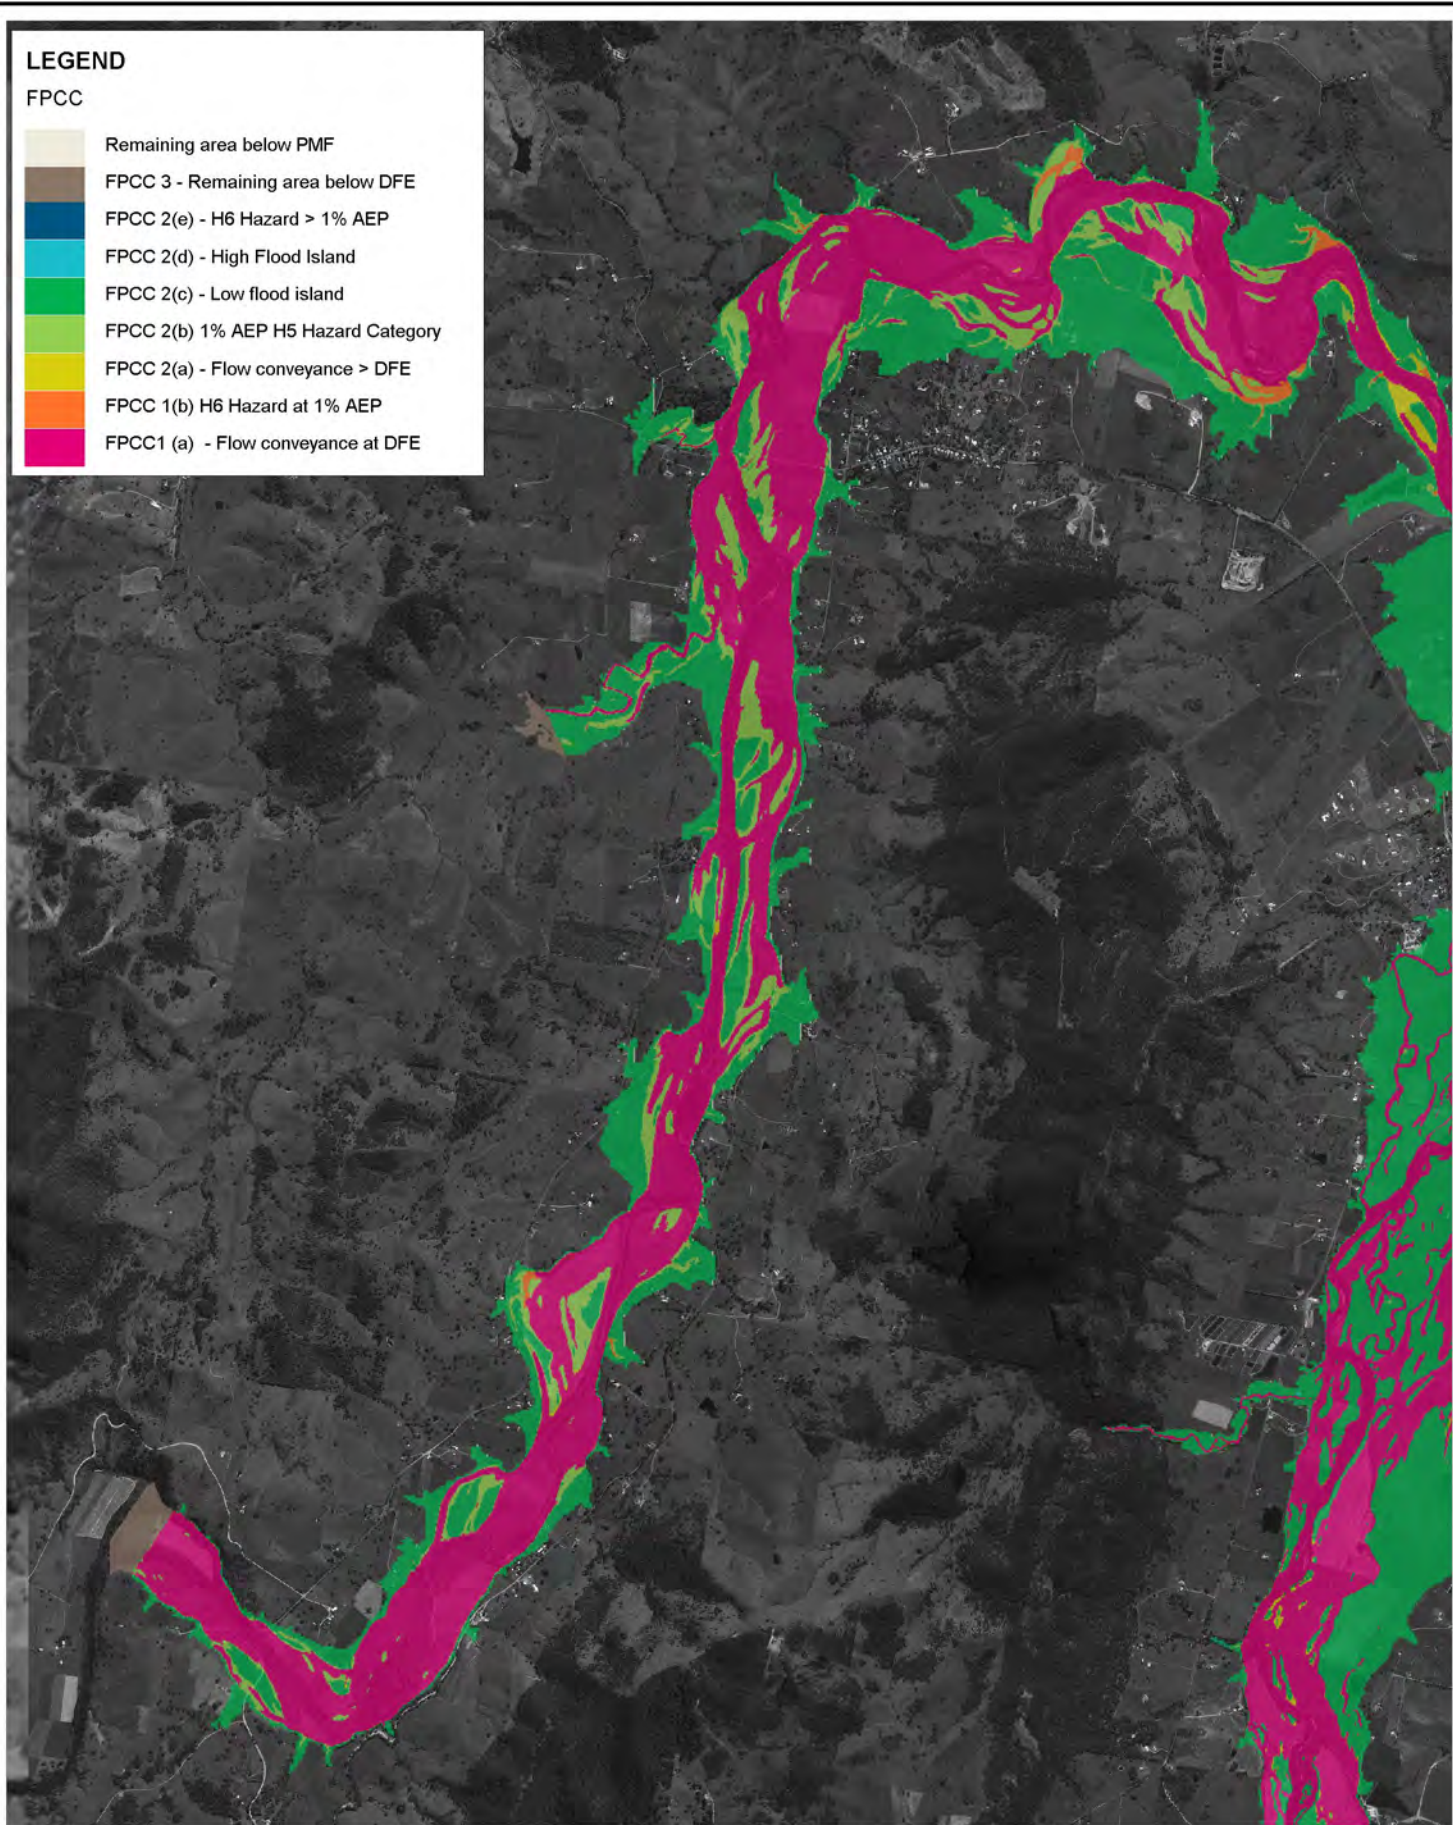 LEGEND
FPCC
Remaining area below PMF
FPCC 3 - Remaining area below DFE
FPCC 2(e) - H6 Hazard > 1% AEP
FPCC 2(d) - High Flood Island
FPCC 2(c) - Low flood island
FPCC 2(b) 1% AEP H5 Hazard Category
FPCC 2(a) - Flow conveyance > DFE
FPCC 1(b) H6 Hazard at 1% AEP
FPCC1 (a) - Flow conveyance at DFE